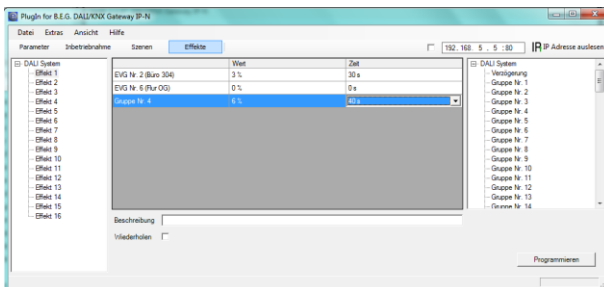 PlugIn for B.E.G. DALI/KNX Gateway IP-N
Datei Extras Ansicht Hilfe
Parameter Inbetriebnahme Szenen Effekte 192.168. 5 . 5 :80 IP Adresse auslesen
DALI System
Effekt 1
Effekt 2
Effekt 3
Effekt 4
Effekt 5
Effekt 6
Effekt 7
Effekt 8
Effekt 9
Effekt 10
Effekt 11
Effekt 12
Effekt 13
Effekt 14
Effekt 15
Effekt 16
Wert Zeit
EVG Nr. 2 (Büro 304) 3 % 30 s
EVG Nr. 6 (Flur OG) 0 % 0 s
Gruppe Nr. 4 6 % 40 s
Beschreibung
Wiederholen
DALI System
Verzögerung
Gruppe Nr. 1
Gruppe Nr. 2
Gruppe Nr. 3
Gruppe Nr. 4
Gruppe Nr. 5
Gruppe Nr. 6
Gruppe Nr. 7
Gruppe Nr. 8
Gruppe Nr. 9
Gruppe Nr. 10
Gruppe Nr. 11
Gruppe Nr. 12
Gruppe Nr. 13
Gruppe Nr. 14
Programmieren